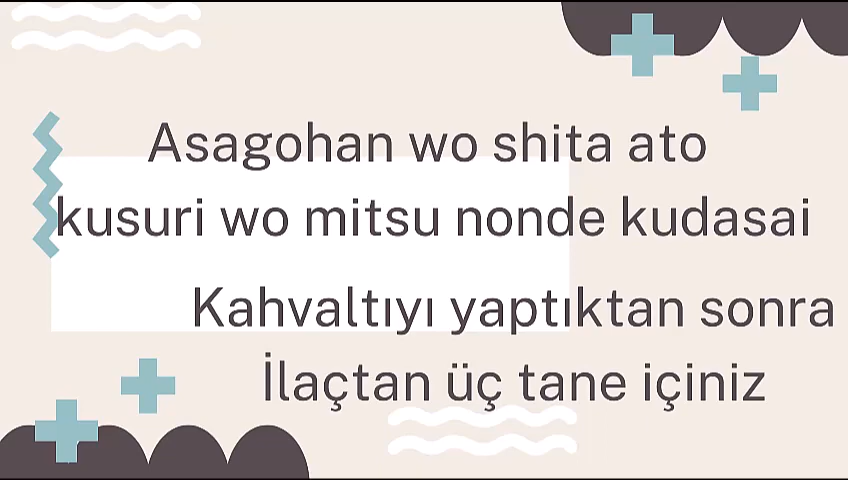 Asagohan wo shita ato
kusuri wo mitsu nonde kudasai
Kahvaltıyı yaptıktan sonra
İlaçtan üç tane içiniz